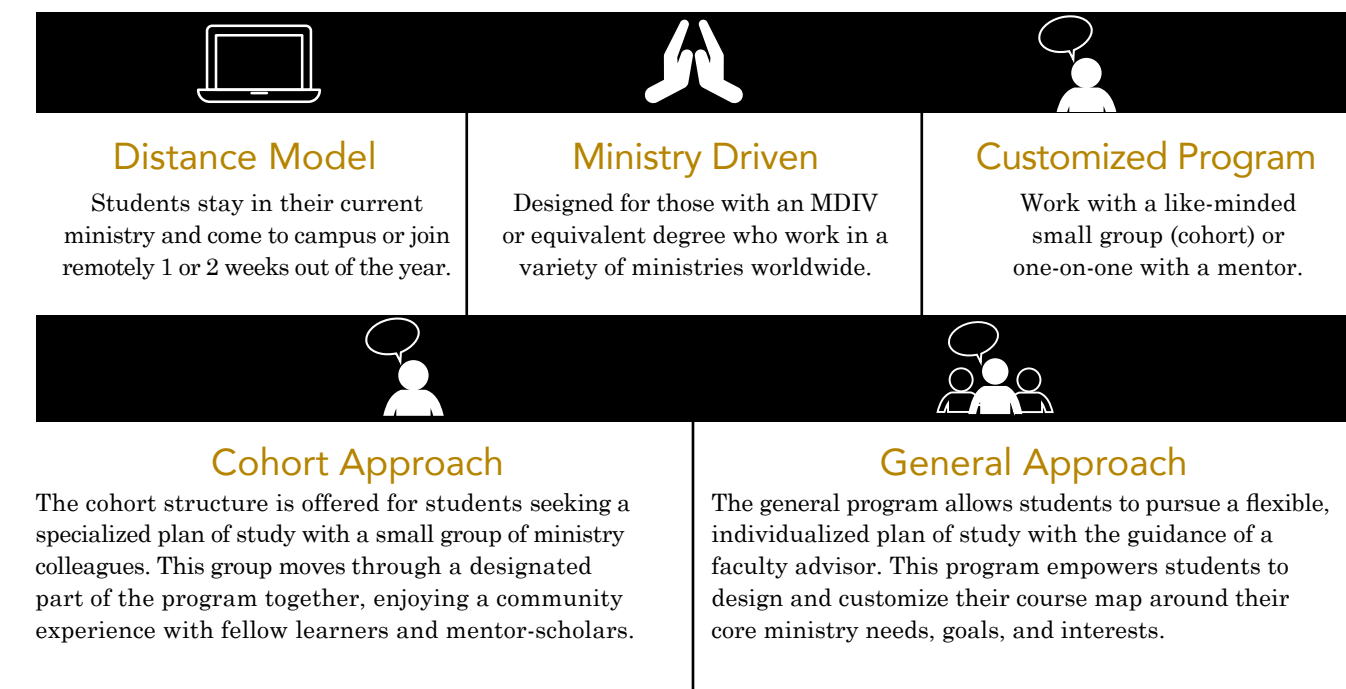 Distance Model
Students stay in their current
ministry and come to campus or join
remotely 1 or 2 weeks out of the year.
Ministry Driven
Designed for those with an MDIV
or equivalent degree who work in a
variety of ministries worldwide.
Customized Program
Work with a like-minded
small group (cohort) or
one-on-one with a mentor.
Cohort Approach
The cohort structure is offered for students seeking a
specialized plan of study with a small group of ministry
colleagues. This group moves through a designated
part of the program together, enjoying a community
experience with fellow learners and mentor-scholars.
General Approach
The general program allows students to pursue a flexible,
individualized plan of study with the guidance of a
faculty advisor. This program empowers students to
design and customize their course map around their
core ministry needs, goals, and interests.